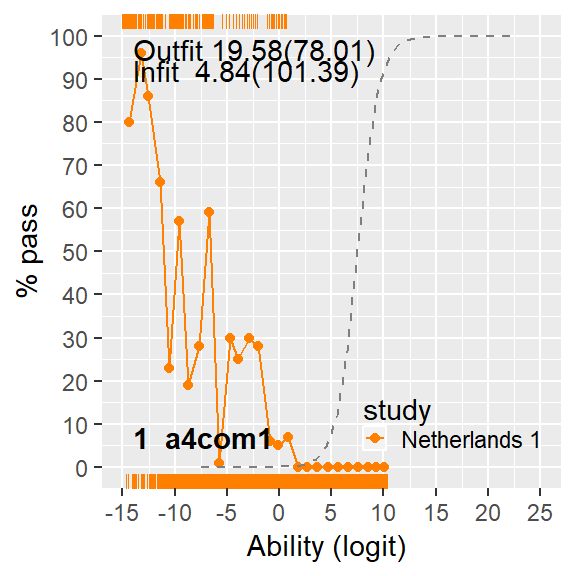 Outfit 19.58(78.01)
Infit 4.84(101.39)
100
90
80
70
60
50
40
30
20
10
0
% pass
1 a4com1
study
Netherlands 1
-15 -10 -5 0 5 10 15 20 25
Ability (logit)